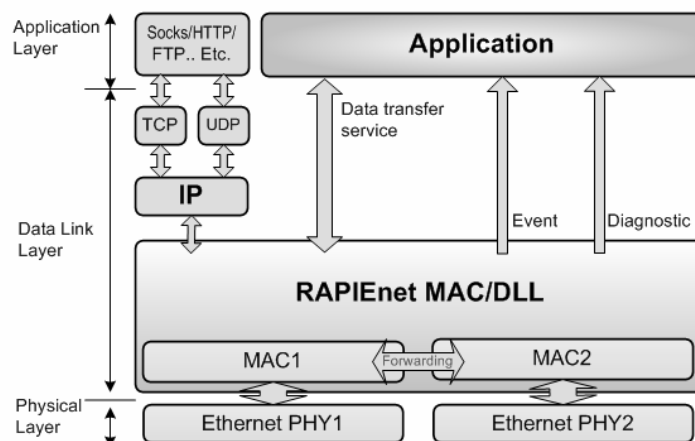 Application
Layer
Socks/HTTP/
FTP.. Etc.
Application
TCP
UDP
Data transfer
service
IP
Event
Diagnostic
Data Link
Layer
RAPIEnet MAC/DLL
MAC1
Forwarding
MAC2
Physical
Layer
Ethernet PHY1
Ethernet PHY2